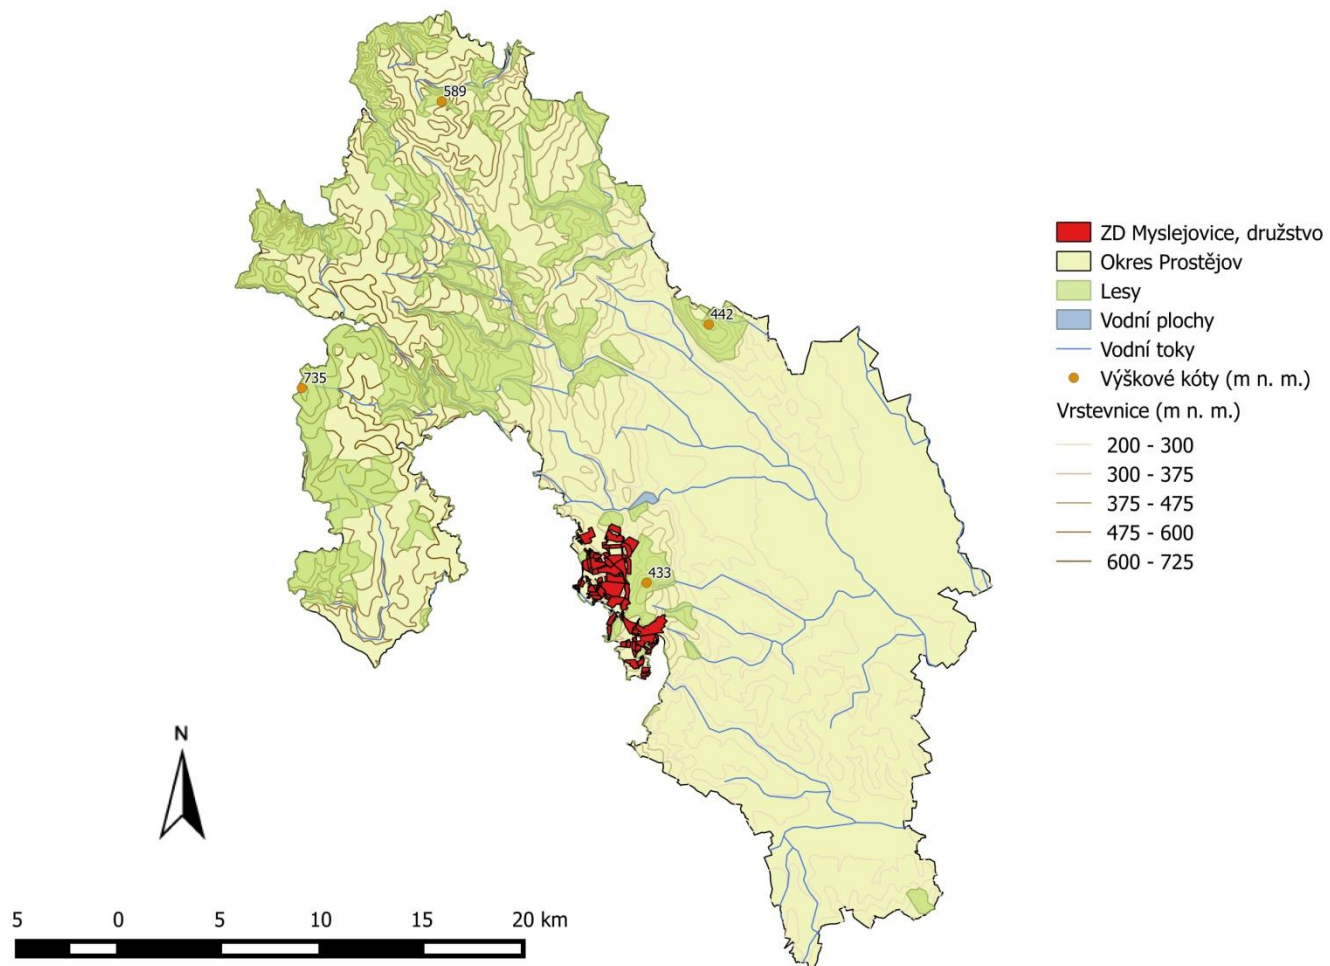 589
442
735
433
ZD Myslejovice, družstvo
Okres Prostějov
Lesy
Vodní plochy
Vodní toky
Výškové kóty (m n. m.)
Vrstevnice (m n. m.)
200 - 300
300 - 375
375 - 475
475 - 600
600 - 725
N
5 0 5 10 15 20 km